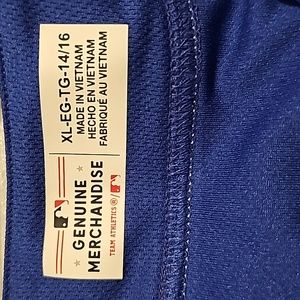 XL-EG-TG-14/16
MADE IN VIETNAM
HECHO EN VIETNAM
FABRIQUÉ AU VIETNAM
GENUINE
MERCHANDISE
TEAM ATHLETICS®/